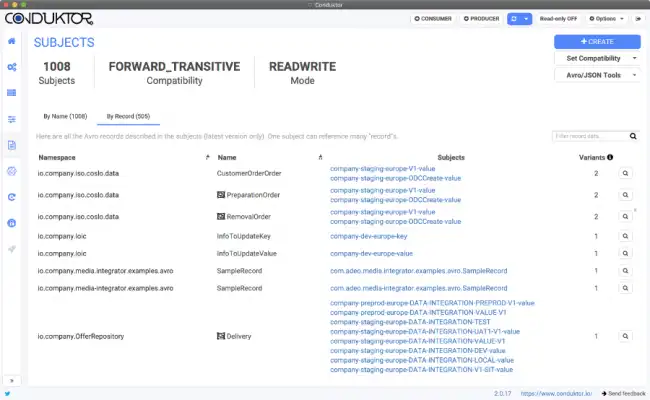 Conduktor
CONDUKTOR
CONSUMER
PRODUCER
Read-only OFF
Options
SUBJECTS
+ CREATE
1008
Subjects
FORWARD_TRANSITIVE
Compatibility
READWRITE
Mode
Set Compatibility
Avro/JSON Tools
By Name (1008)
By Record (505)
Here are all the Avro records described in the subjects (latest version only). One subject can reference many "record"s.
Filter record data...
Namespace Name Subjects Variants
io.company.iso.coslo.data CustomerOrderOrder company-staging-europe-V1-value 2
company-staging-europe-ODCCreate-value
io.company.iso.coslo.data PreparationOrder company-staging-europe-V1-value 2
company-staging-europe-ODCCreate-value
io.company.iso.coslo.data RemovalOrder company-staging-europe-V1-value 2
company-staging-europe-ODCCreate-value
io.company.loic InfoToUpdateKey company-dev-europe-key 1
io.company.loic InfoToUpdateValue company-dev-europe-value 1
io.company.media.integrator.examples.avro SampleRecord com.adeo.media.integrator.examples.avro.SampleRecord 1
io.company.media-integrator.examples.avro SampleRecord com.adeo.media-integrator.examples.avro.SampleRecord 1
company-preprod-europe-DATA-INTEGRATION-PREPROD-V1-value
company-preprod-europe-DATA-INTEGRATION-VALUE-V1
company-staging-europe-DATA-INTEGRATION-TEST
company-staging-europe-DATA-INTEGRATION-UAT1-V1-value
io.company.OfferRepository Delivery company-staging-europe-DATA-INTEGRATION-VALUE-V1 1
company-staging-europe-DATA-INTEGRATION-DEV-value
company-staging-europe-DATA-INTEGRATION-LOCAL-value
company-staging-europe-DATA-INTEGRATION-V1-SIT-value
2.0.17 https://www.conduktor.io/ Send feedback